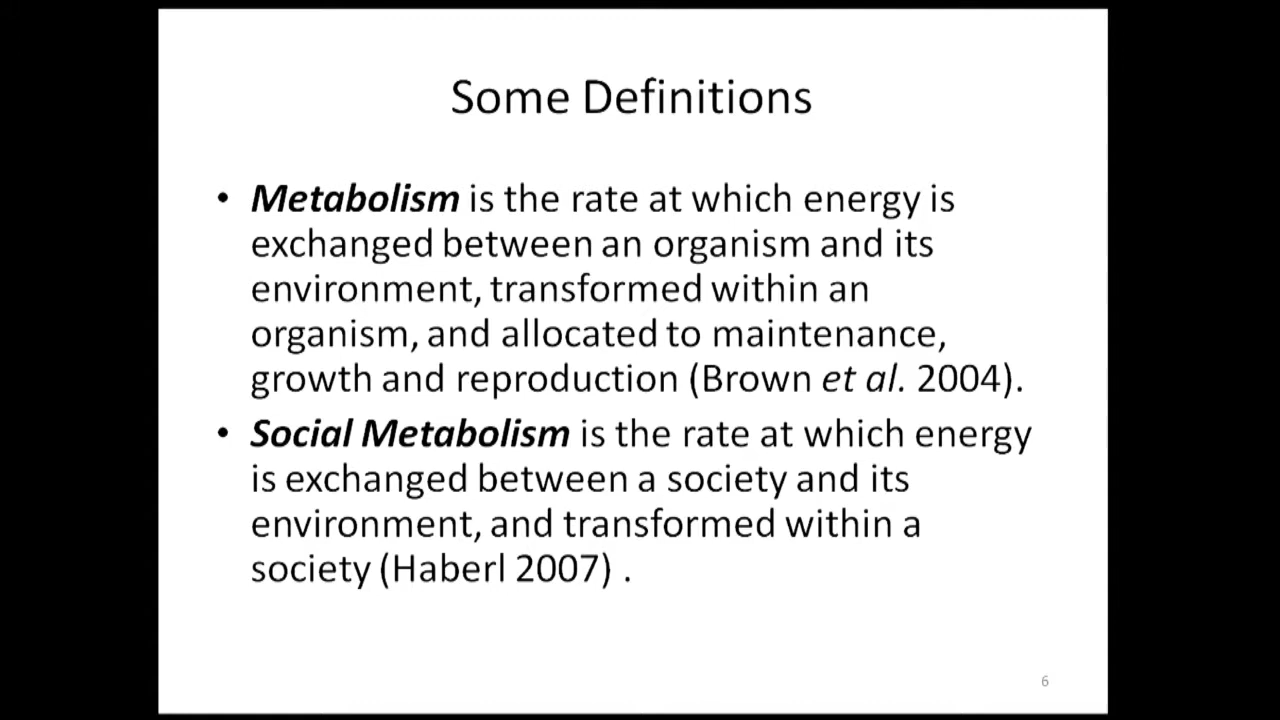 Some Definitions
• Metabolism is the rate at which energy is
exchanged between an organism and its
environment, transformed within an
organism, and allocated to maintenance,
growth and reproduction (Brown et al. 2004).
• Social Metabolism is the rate at which energy
is exchanged between a society and its
environment, and transformed within a
society (Haberl 2007) .
6